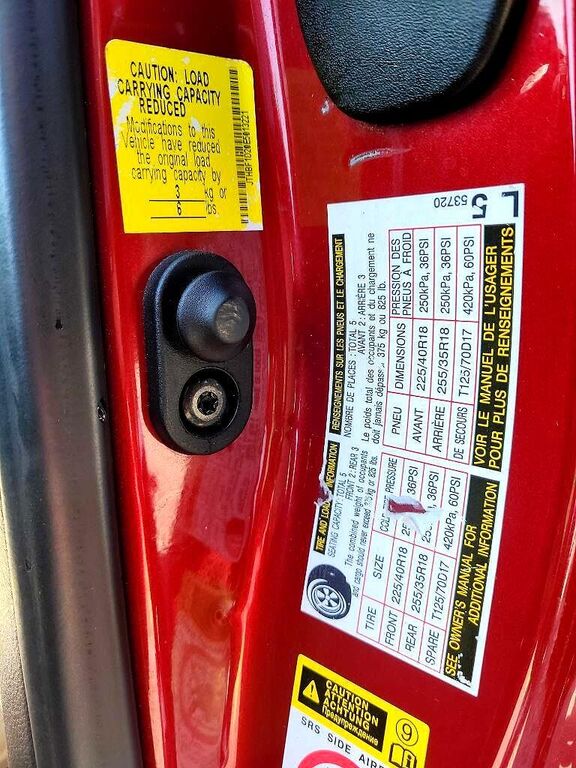 CAUTION: LOAD
CARRYING CAPACITY
REDUCED
Modifications to this
Vehicle have reduced
the original load
carrying capacity by
3 kg or
6 lbs.
TIRE AND LOADING INFORMATION
SEATING CAPACITY: TOTAL 5
FRONT 2 : REAR 3
The combined weight of occupants
and cargo should never exceed kg or 825 lbs.
TIRE SIZE COLD PRESSURE
FRONT 225/40R18 36PSI
REAR 255/35R18 36PSI
SPARE T125/70D17 420kPa, 60PSI
SEE OWNER'S MANUAL FOR
ADDITIONAL INFORMATION
RENSEIGNEMENTS SUR LES PNEUS ET LE CHARGEMENT
NOMBRE DE PLACES : TOTAL 5
AVANT 2 : ARRIÈRE 3
Le poids total des occupants et du chargement ne
doit jamais dépasser 375 kg ou 825 lb.
PNEU DIMENSIONS PRESSION DES
PNEUS À FROID
AVANT 225/40R18 250kPa, 36PSI
ARRIÈRE 255/35R18 250kPa, 36PSI
DE SECOURS T125/70D17 420kPa, 60PSI
VOIR LE MANUEL DE L'USAGER
POUR PLUS DE RENSEIGNEMENTS
53720
CAUTION
ATTENTION
ACHTUNG
Предупреждение
9
SRS SIDE